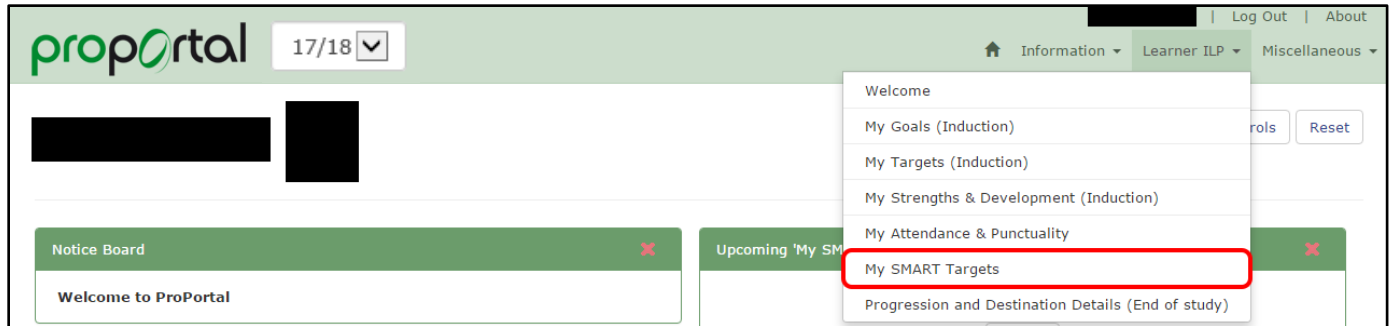 | Log Out | About
proportal 17/18
Information Learner ILP Miscellaneous
Welcome
My Goals (Induction)
rols Reset
My Targets (Induction)
My Strengths & Development (Induction)
My Attendance & Punctuality
Notice Board
Upcoming 'My SM
My SMART Targets
Welcome to ProPortal
Progression and Destination Details (End of study)